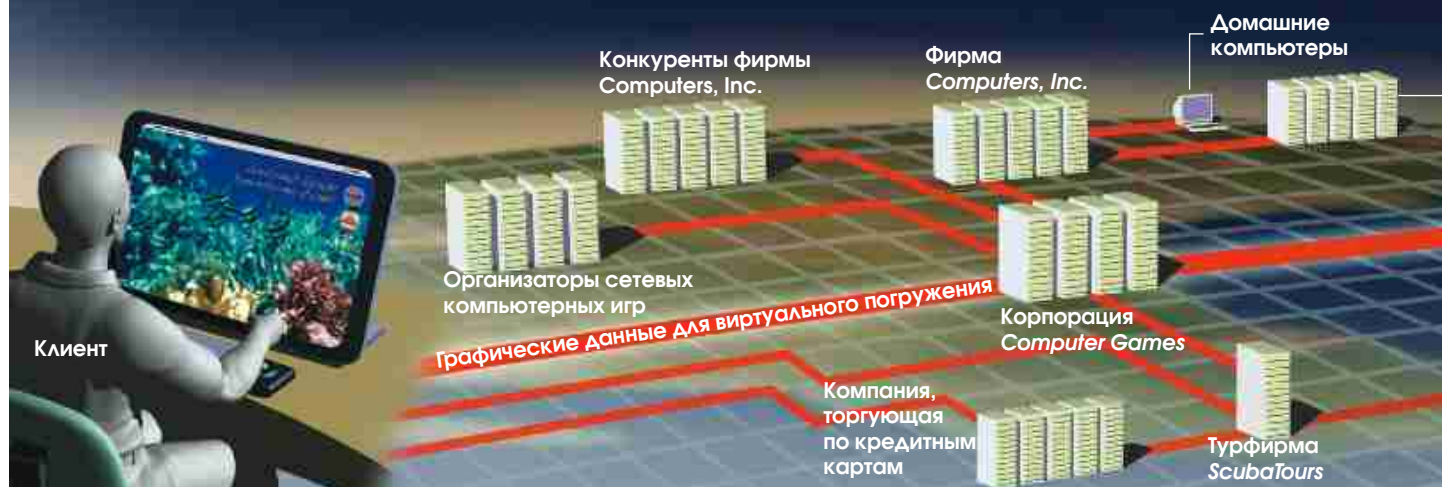 Домашние
компьютеры
Конкуренты фирмы
Computers, Inc.
Фирма
Computers, Inc.
Организаторы сетевых
компьютерных игр
Графические данные для виртуального погружения
Клиент
Корпорация
Computer Games
Компания,
торгующая
по кредитным
картам
Турфирма
ScubaTours